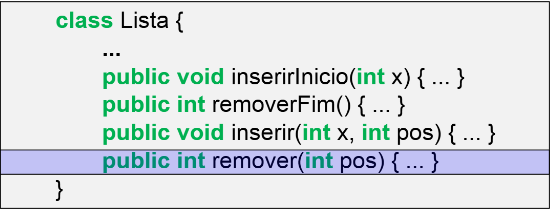 class Lista {
...
public void inserirInicio(int x) { ... }
public int removerFim() { ... }
public void inserir(int x, int pos) { ... }
public int remover(int pos) { ... }
}